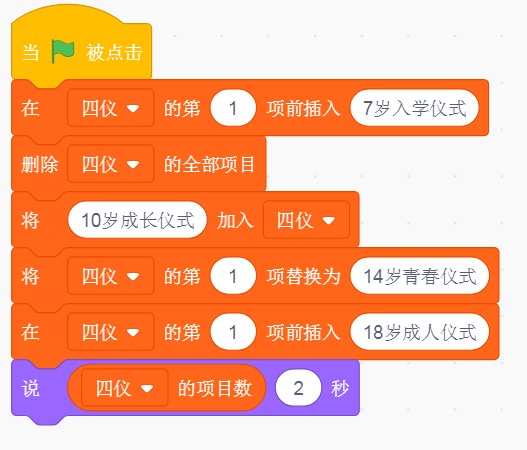 当 被点击
在 四仪 的第 1 项前插入 7岁入学仪式
删除 四仪 的全部项目
将 10岁成长仪式 加入 四仪
将 四仪 的第 1 项替换为 14岁青春仪式
在 四仪 的第 1 项前插入 18岁成人仪式
说 四仪 的项目数 2 秒